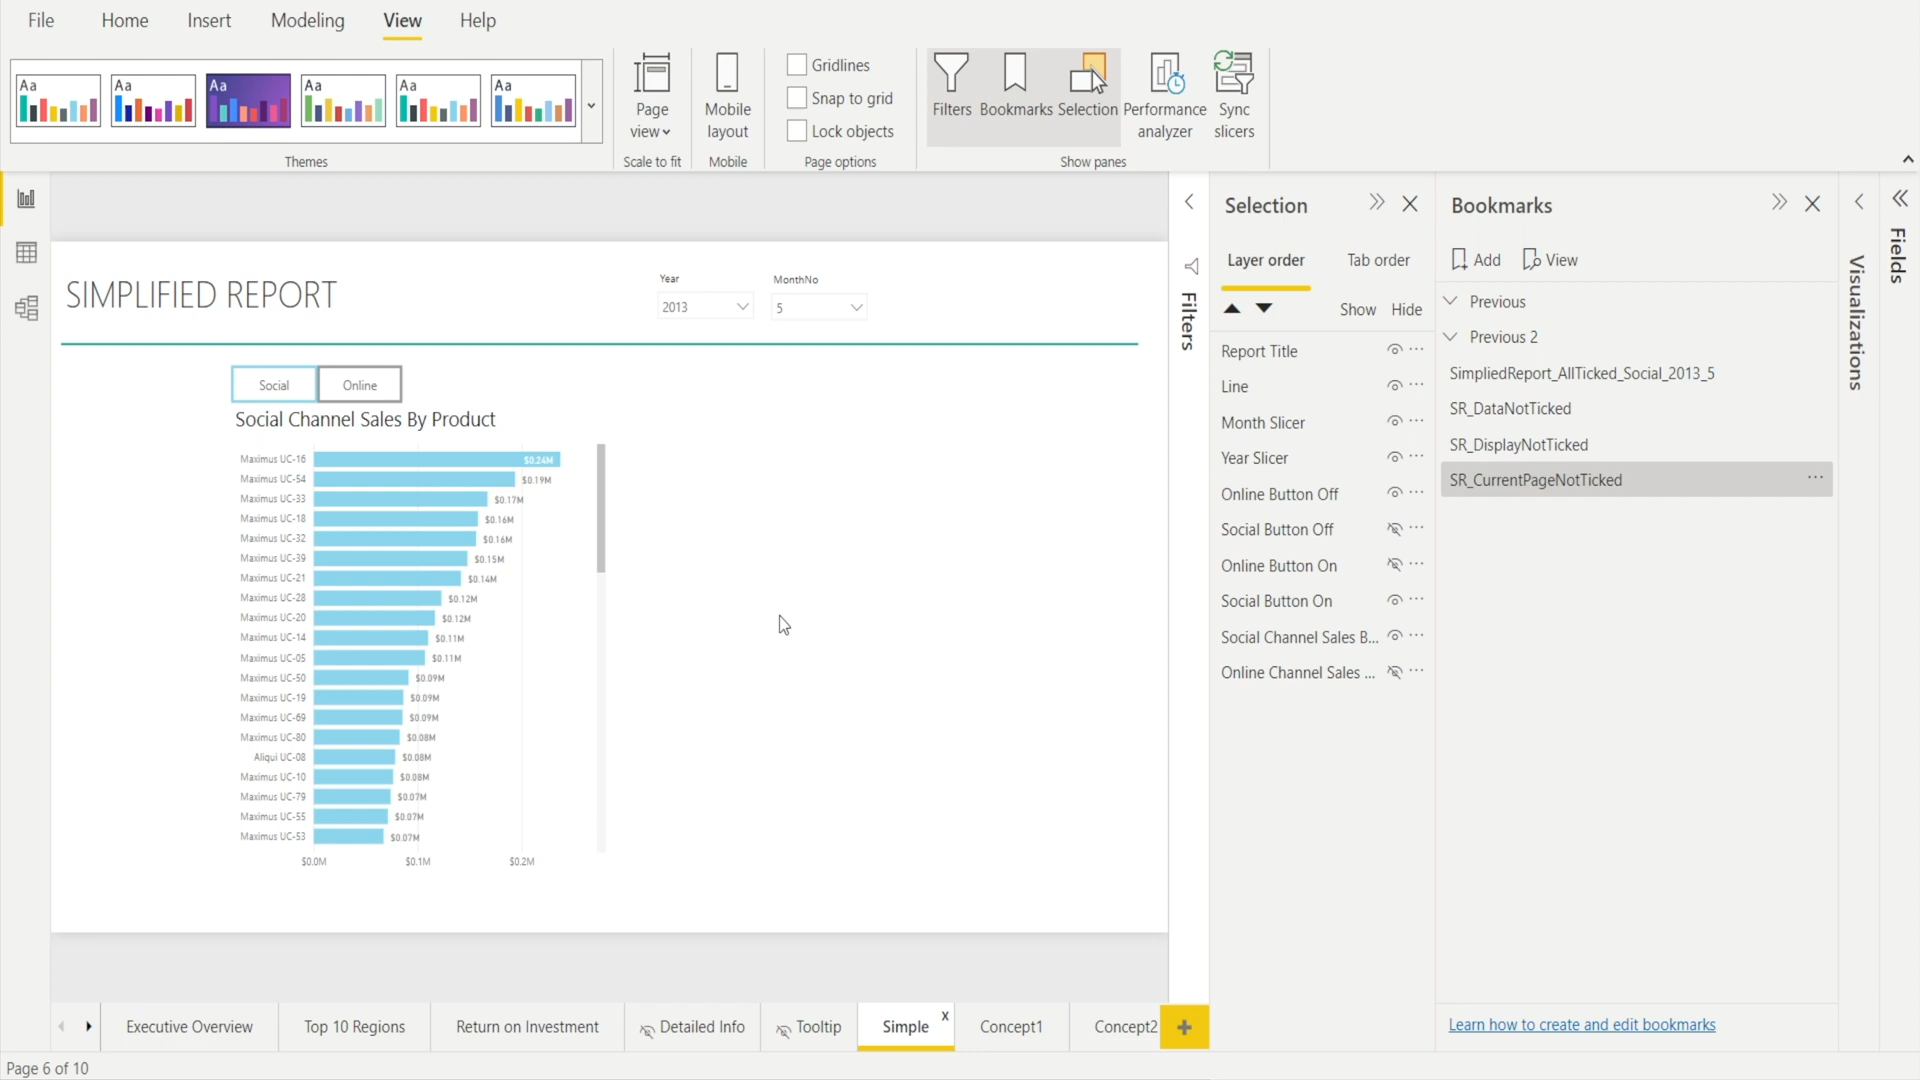 File Home Insert Modeling View Help
Aa Aa Aa Aa Aa Aa
Gridlines
Snap to grid
Lock objects
Page view
Mobile layout
Filters Bookmarks Selection Performance analyzer Sync slicers
Themes Scale to fit Mobile Page options Show panes
SIMPLIFIED REPORT
Year
2013
MonthNo
5
Social Online
Social Channel Sales By Product
Maximus UC-16 $0.24M
Maximus UC-54 $0.19M
Maximus UC-33 $0.17M
Maximus UC-18 $0.16M
Maximus UC-32 $0.16M
Maximus UC-39 $0.15M
Maximus UC-21 $0.14M
Maximus UC-28 $0.12M
Maximus UC-20 $0.12M
Maximus UC-14 $0.11M
Maximus UC-05 $0.11M
Maximus UC-50 $0.09M
Maximus UC-19 $0.09M
Maximus UC-69 $0.09M
Maximus UC-80 $0.08M
Aliqui UC-08 $0.08M
Maximus UC-10 $0.08M
Maximus UC-79 $0.07M
Maximus UC-55 $0.07M
Maximus UC-53 $0.07M
$0.0M $0.1M $0.2M
Filters
Selection
Layer order Tab order
Show Hide
Report Title
Line
Month Slicer
Year Slicer
Online Button Off
Social Button Off
Online Button On
Social Button On
Social Channel Sales B...
Online Channel Sales ...
Bookmarks
Add View
Previous
Previous 2
SimpliedReport_AllTicked_Social_2013_5
SR_DataNotTicked
SR_DisplayNotTicked
SR_CurrentPageNotTicked
Learn how to create and edit bookmarks
Visualizations
Fields
Executive Overview Top 10 Regions Return on Investment Detailed Info Tooltip Simple x Concept1 Concept2 +
Page 6 of 10